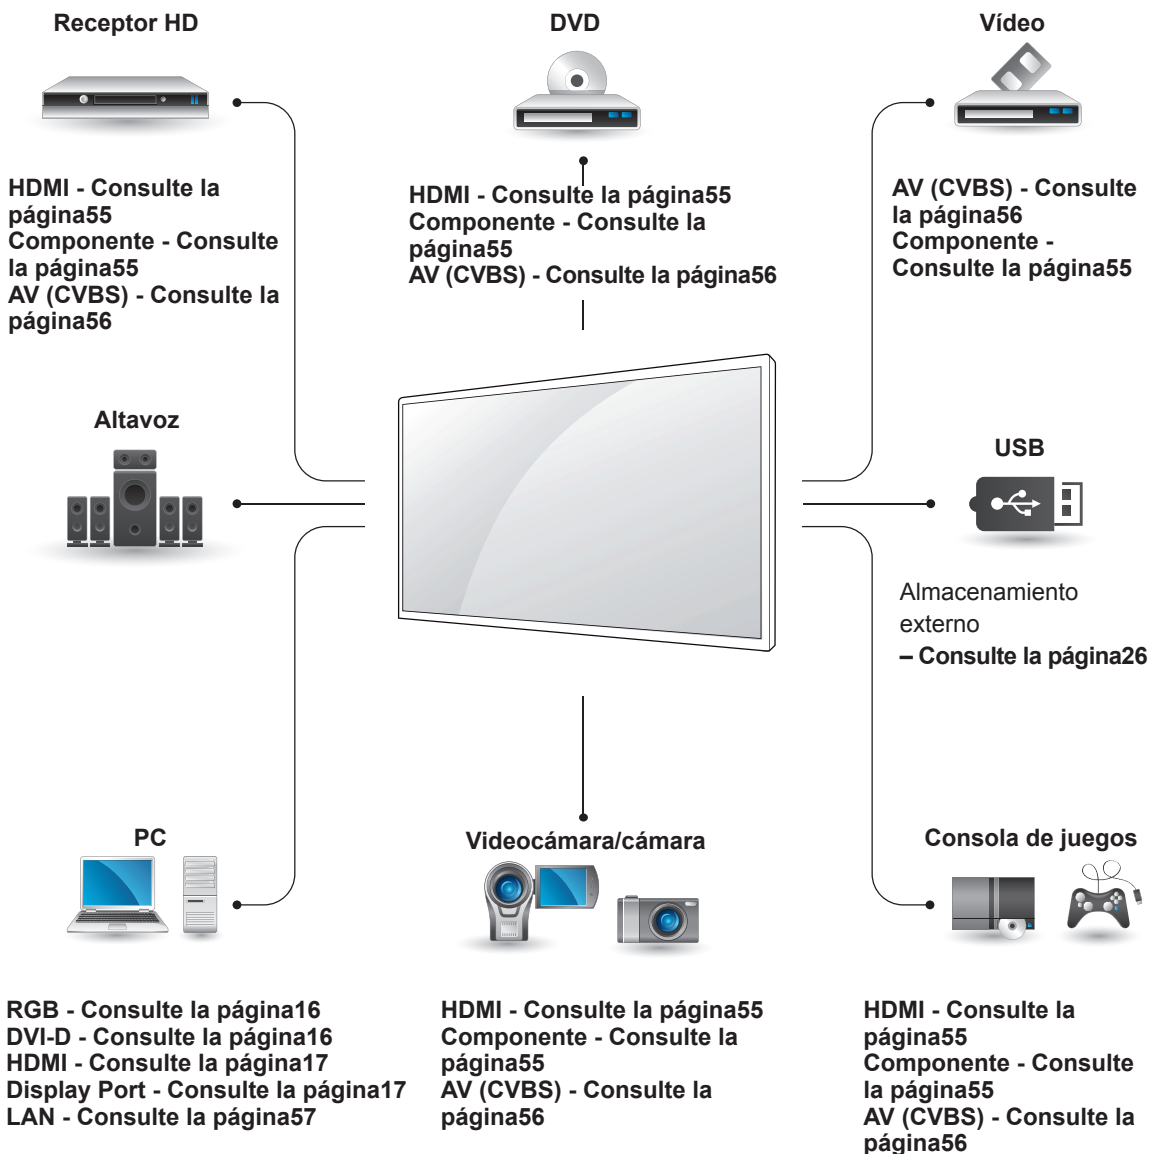 Receptor HD
HDMI - Consulte la
página55
Componente - Consulte
la página55
AV (CVBS) - Consulte la
página56
DVD
HDMI - Consulte la página55
Componente - Consulte la
página55
AV (CVBS) - Consulte la página56
Vídeo
AV (CVBS) - Consulte
la página56
Componente -
Consulte la página55
Altavoz
USB
Almacenamiento
externo
– Consulte la página26
PC
RGB - Consulte la página16
DVI-D - Consulte la página16
HDMI - Consulte la página17
Display Port - Consulte la página17
LAN - Consulte la página57
Videocámara/cámara
HDMI - Consulte la página55
Componente - Consulte la
página55
AV (CVBS) - Consulte la
página56
Consola de juegos
HDMI - Consulte la
página55
Componente - Consulte
la página55
AV (CVBS) - Consulte la
página56